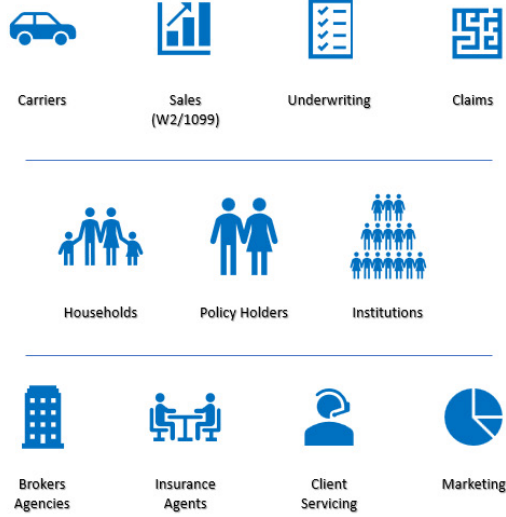 Carriers
Sales
(W2/1099)
Underwriting
Claims
Households
Policy Holders
Institutions
Brokers
Agencies
Insurance
Agents
Client
Servicing
Marketing